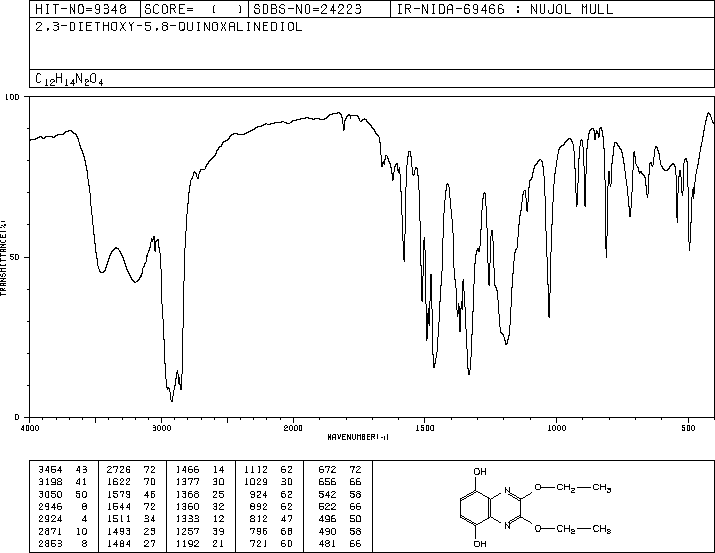 HIT-NO=9348 SCORE= ( ) SDBS-NO=24223 IR-NIDA-69466 : NUJOL MULL
2,3-DIETHOXY-5,8-QUINOXALINEDIOL
C12H14N2O4
100
50
0
TRANSMITTANCE(%)
4000 3000 2000 1500 1000 500
WAVENUMBER(-1)
3464 43 2726 72 1466 14 1112 62 672 72
3198 41 1622 70 1377 30 1029 30 656 66
3050 50 1579 46 1368 25 924 62 542 58
2946 8 1544 72 1360 32 892 62 522 66
2924 4 1511 34 1333 12 812 47 496 50
2871 10 1493 23 1257 39 796 68 490 58
2853 8 1484 27 1192 21 721 60 481 66
OH
N
O CH2 CH3
N
O CH2 CH3
OH